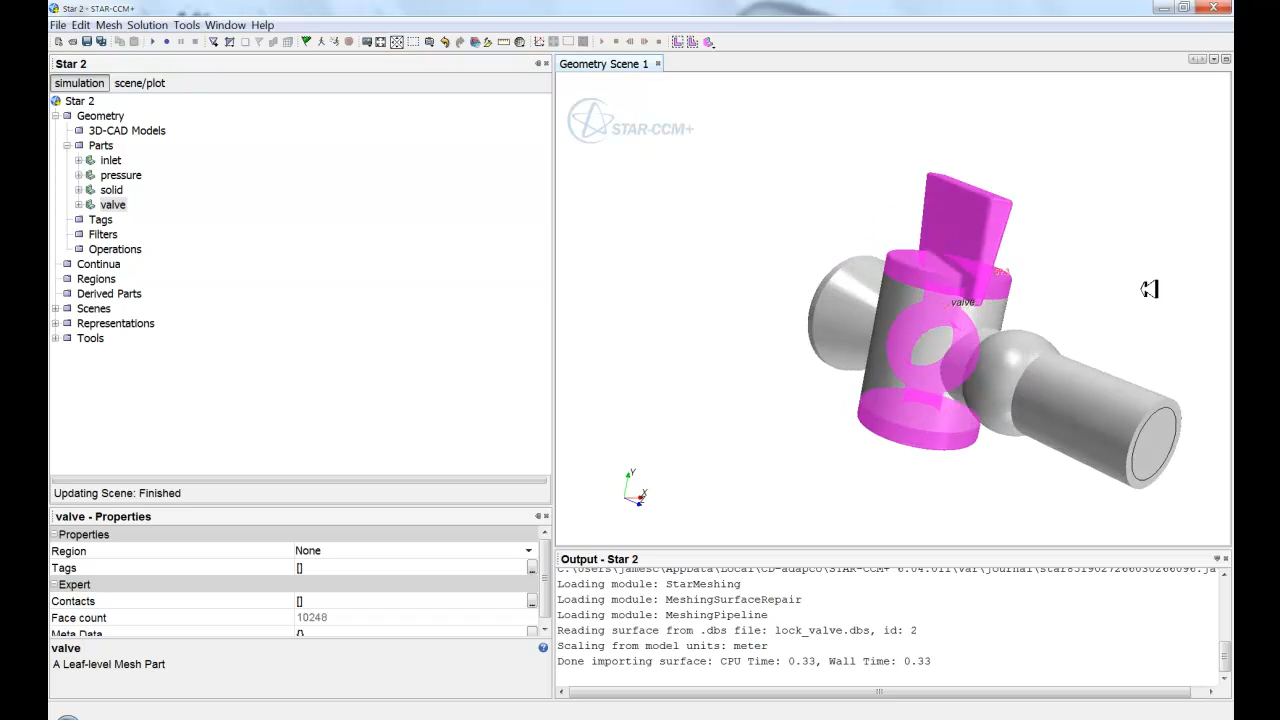 Star 2 - STAR-CCM+
File Edit Mesh Solution Tools Window Help
Star 2
simulation scene/plot
Star 2
Geometry
3D-CAD Models
Parts
inlet
pressure
solid
valve
Tags
Filters
Operations
Continua
Regions
Derived Parts
Scenes
Representations
Tools
Updating Scene: Finished
valve - Properties
Properties
Region None
Tags []
Expert
Contacts []
Face count 10248
Meta Data {}
valve
A Leaf-level Mesh Part
Geometry Scene 1
STAR-CCM+
valve
Y
X
Z
Output - Star 2
Loading module: StarMeshing
Loading module: MeshingSurfaceRepair
Loading module: MeshingPipeline
Reading surface from .dbs file: lock_valve.dbs, id: 2
Scaling from model units: meter
Done importing surface: CPU Time: 0.33, Wall Time: 0.33